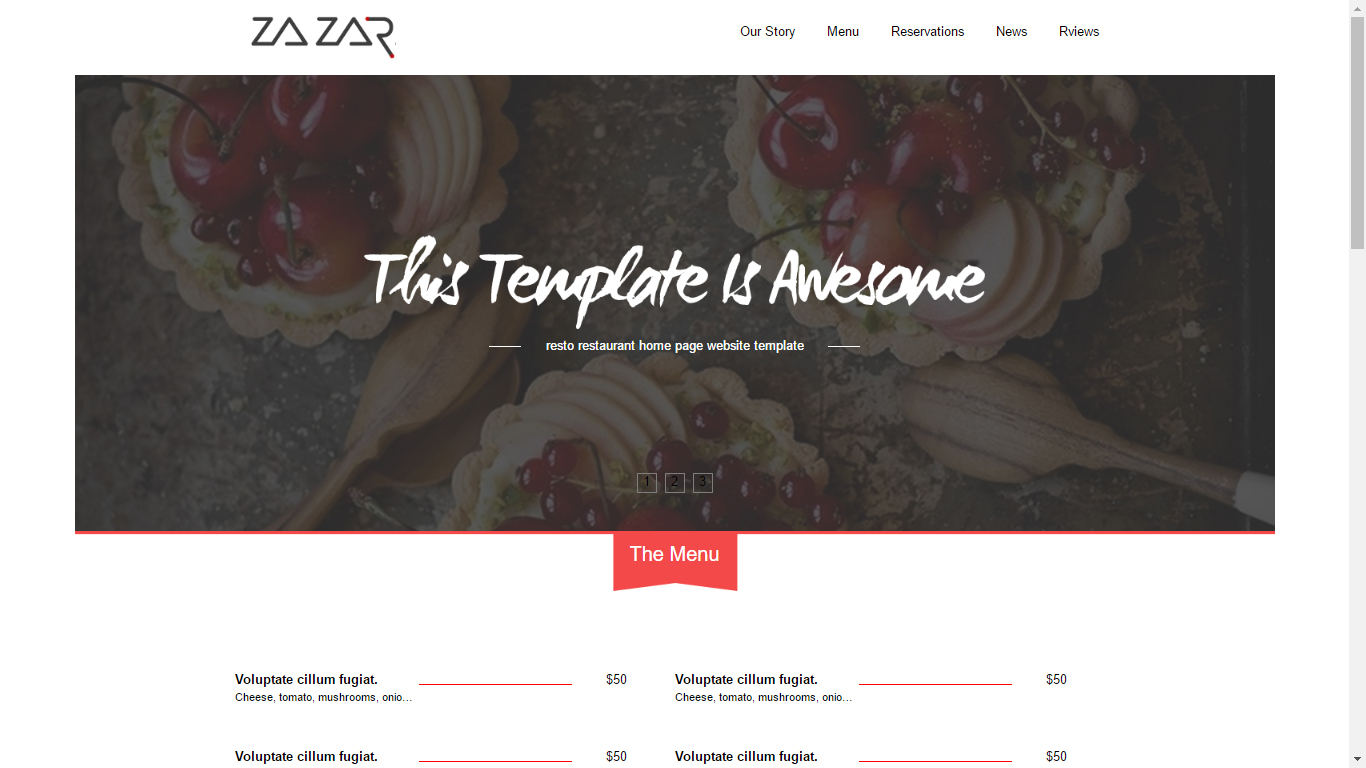 ZAZAR
Our Story Menu Reservations News Rviews
This Template Is Awesome
resto restaurant home page website template
1 2 3
The Menu
Voluptate cillum fugiat. $50 Voluptate cillum fugiat. $50
Cheese, tomato, mushrooms, onio... Cheese, tomato, mushrooms, onio...
Voluptate cillum fugiat. $50 Voluptate cillum fugiat. $50